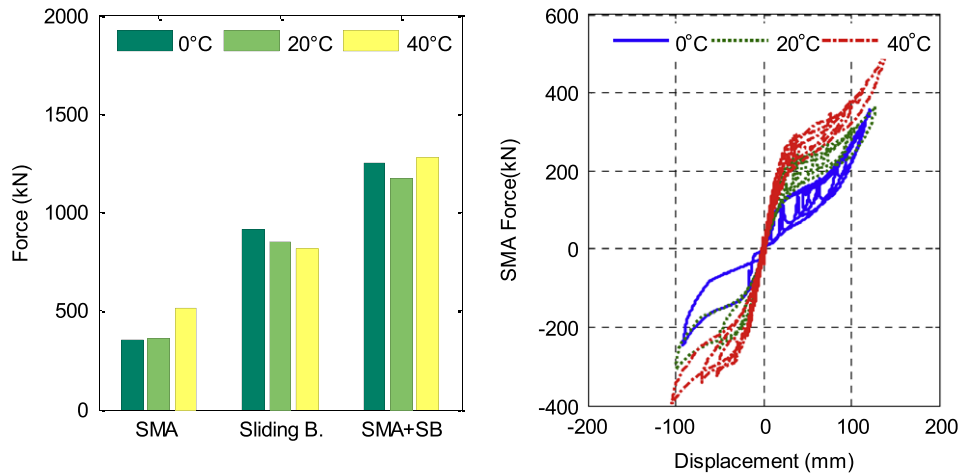 2000
1500
1000
500
0
Force (kN)
0°C 20°C 40°C
SMA Sliding B. SMA+SB
600
400
200
0
-200
-400
SMA Force(kN)
0°C 20°C 40°C
-200 -100 0 100 200
Displacement (mm)